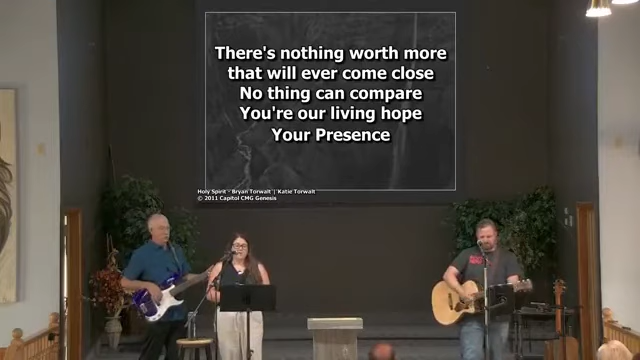 There's nothing worth more
that will ever come close
No thing can compare
You're our living hope
Your Presence
Holy Spirit - Bryan Torwalt | Katie Torwalt
© 2011 Capitol CMG Genesis